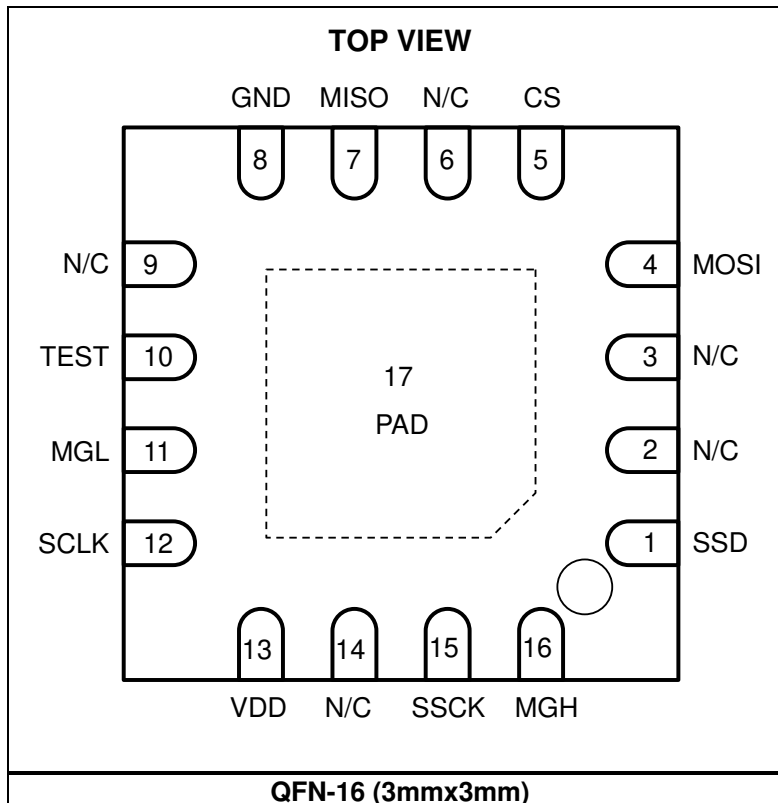 TOP VIEW
GND MISO N/C CS
8 7 6 5
N/C 9 4 MOSI
TEST 10 3 N/C
17
PAD
MGL 11 2 N/C
SCLK 12 1 SSD
13 14 15 16
VDD N/C SSCK MGH
QFN-16 (3mmx3mm)